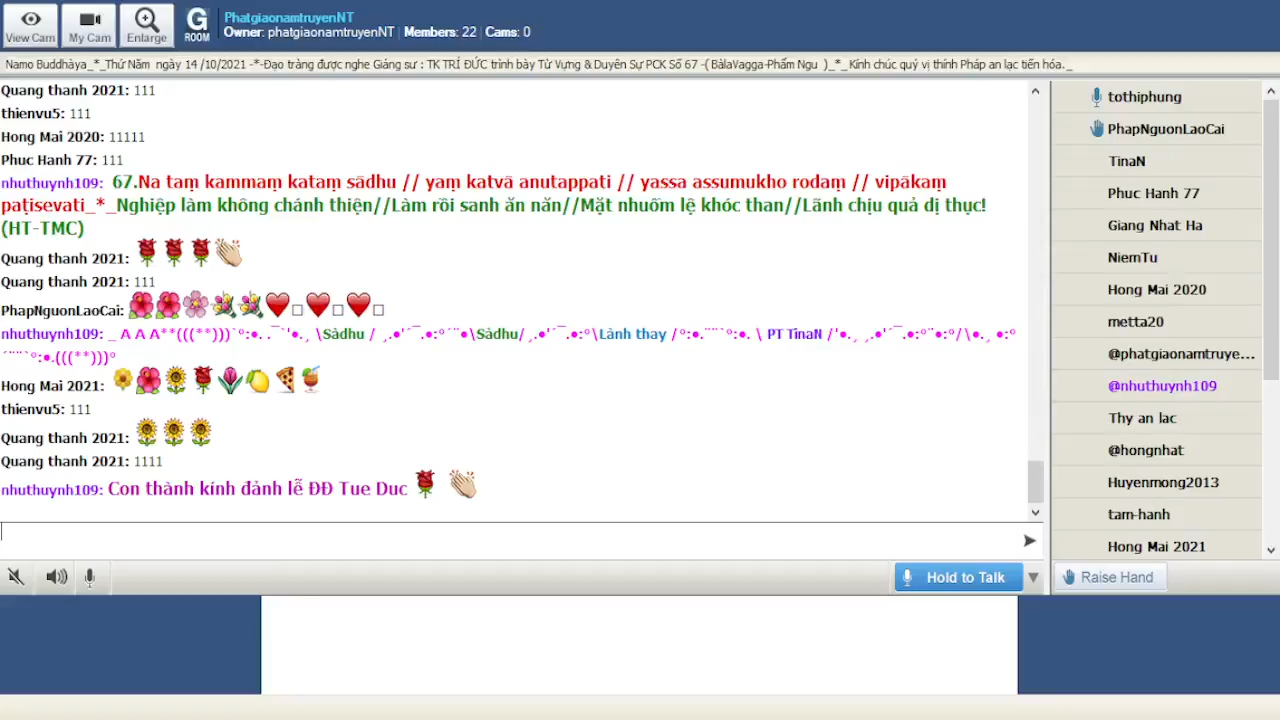 View Cam
My Cam
Enlarge
G
ROOM
PhatgiaonamtruyenNT
Owner: phatgiaonamtruyenNT | Members: 22 | Cams: 0
Namo Buddhàya_*_Thứ Năm ngày 14 /10/2021 -*-Đạo tràng được nghe Giảng sư : TK TRÍ ĐỨC trình bày Từ Vựng & Duyên Sự PCK Số 67 -( BàlaVagga-Phẩm Ngu )_*_ Kính chúc quý vị thính Pháp an lạc tiến hóa._
Quang thanh 2021: 111
thienvu5: 111
Hong Mai 2020: 11111
Phuc Hanh 77: 111
nhuthuynh109: 67.Na taṃ kammaṃ kataṃ sādhu // yaṃ katvā anutappati // yassa assumukho rodaṃ // vipākaṃ
paṭisevati_*_Nghiệp làm không chánh thiện//Làm rồi sanh ăn năn//Mặt nhuốm lệ khóc than//Lãnh chịu quả dị thục!
(HT-TMC)
Quang thanh 2021: 🌹🌹🌹👏
Quang thanh 2021: 111
PhapNguonLaoCai: 🌺🌺🌸💐💐❤️□❤️□❤️□
nhuthuynh109: _ A A A**(((**)))`°:•. .¯`'•.¸ \Sàdhu / ¸.•'´¯.•:°´¨•\Sàdhu/¸.•'´¯.•:°\Lành thay /°:•.¨¨`°:•. \ PT TinaN /'•.¸ ¸.•'´¯.•:°¨•:°/\•.¸ •:°
´¨¨`°:•.(((**)))°
Hong Mai 2021: 🌼🌺🌻🌹🌷🍋🍕🍹
thienvu5: 111
Quang thanh 2021: 🌻🌻🌻
Quang thanh 2021: 1111
nhuthuynh109: Con thành kính đảnh lễ ĐĐ Tue Duc 🌹 👏
Hold to Talk
tothiphung
PhapNguonLaoCai
TinaN
Phuc Hanh 77
Giang Nhat Ha
NiemTu
Hong Mai 2020
metta20
@phatgiaonamtruye...
@nhuthuynh109
Thy an lac
@hongnhat
Huyenmong2013
tam-hanh
Hong Mai 2021
Raise Hand